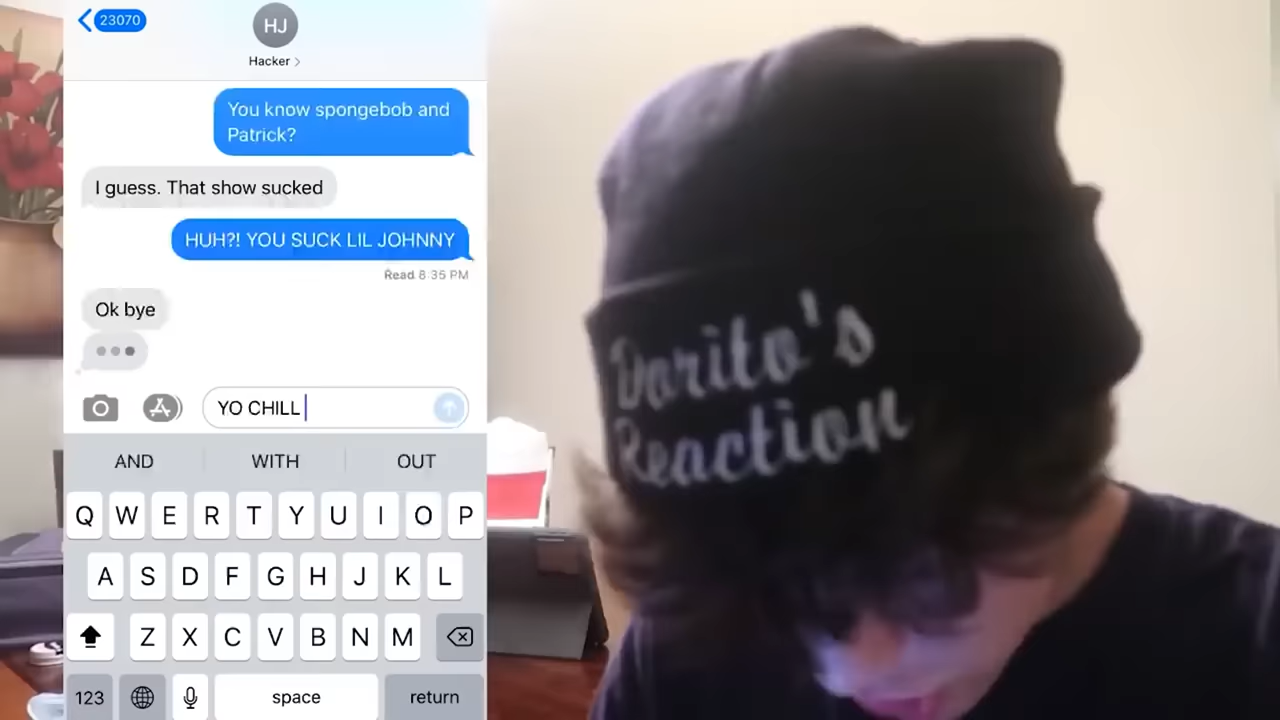 23070
HJ
Hacker
You know spongebob and
Patrick?
I guess. That show sucked
HUH?! YOU SUCK LIL JOHNNY
Read 8:35 PM
Ok bye
YO CHILL
AND WITH OUT
Q W E R T Y U I O P
A S D F G H J K L
Z X C V B N M
123 space return
Dorito's
Reaction